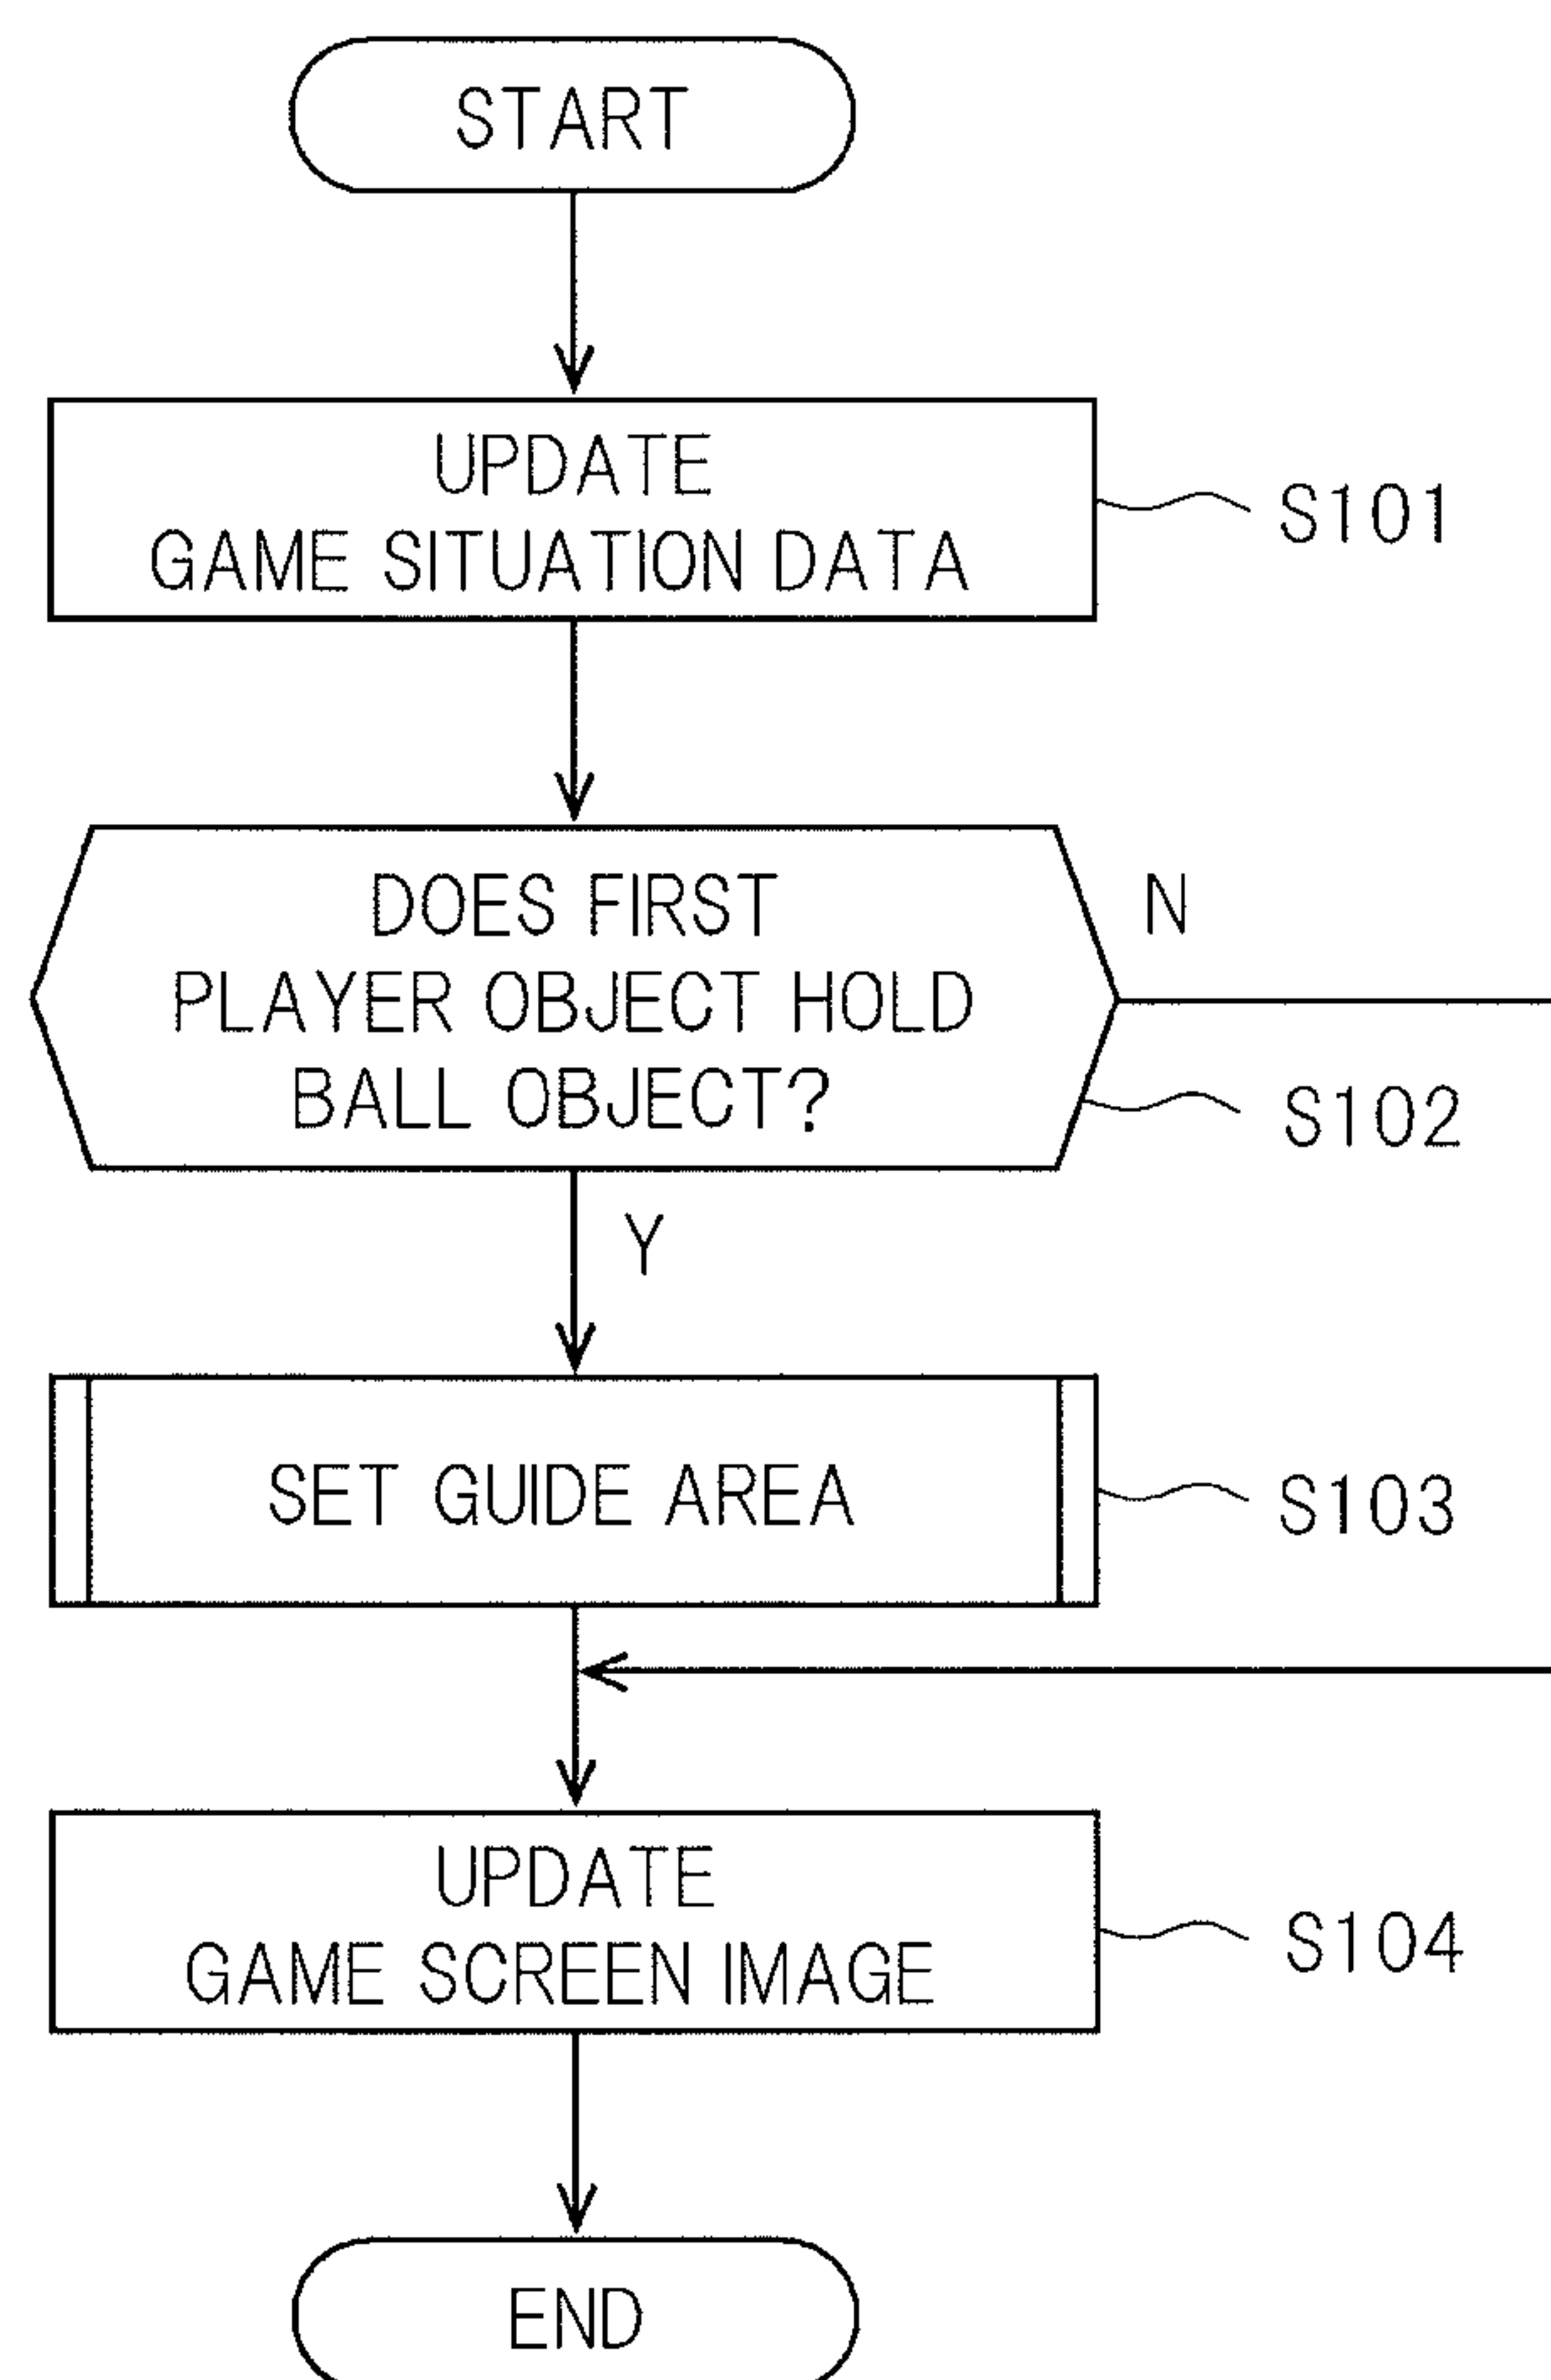 START
UPDATE
GAME SITUATION DATA
S101
DOES FIRST
PLAYER OBJECT HOLD
BALL OBJECT?
N
S102
Y
SET GUIDE AREA
S103
UPDATE
GAME SCREEN IMAGE
S104
END